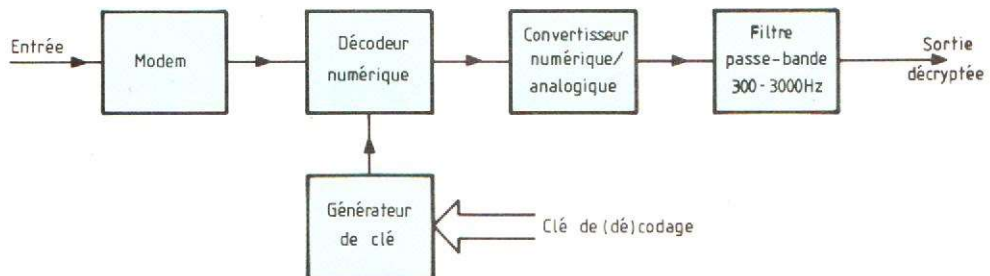 Entrée
Modem
Décodeur
numérique
Convertisseur
numérique/
analogique
Filtre
passe-bande
300-3000Hz
Sortie
décryptée
Générateur
de clé
Clé de (dé)codage